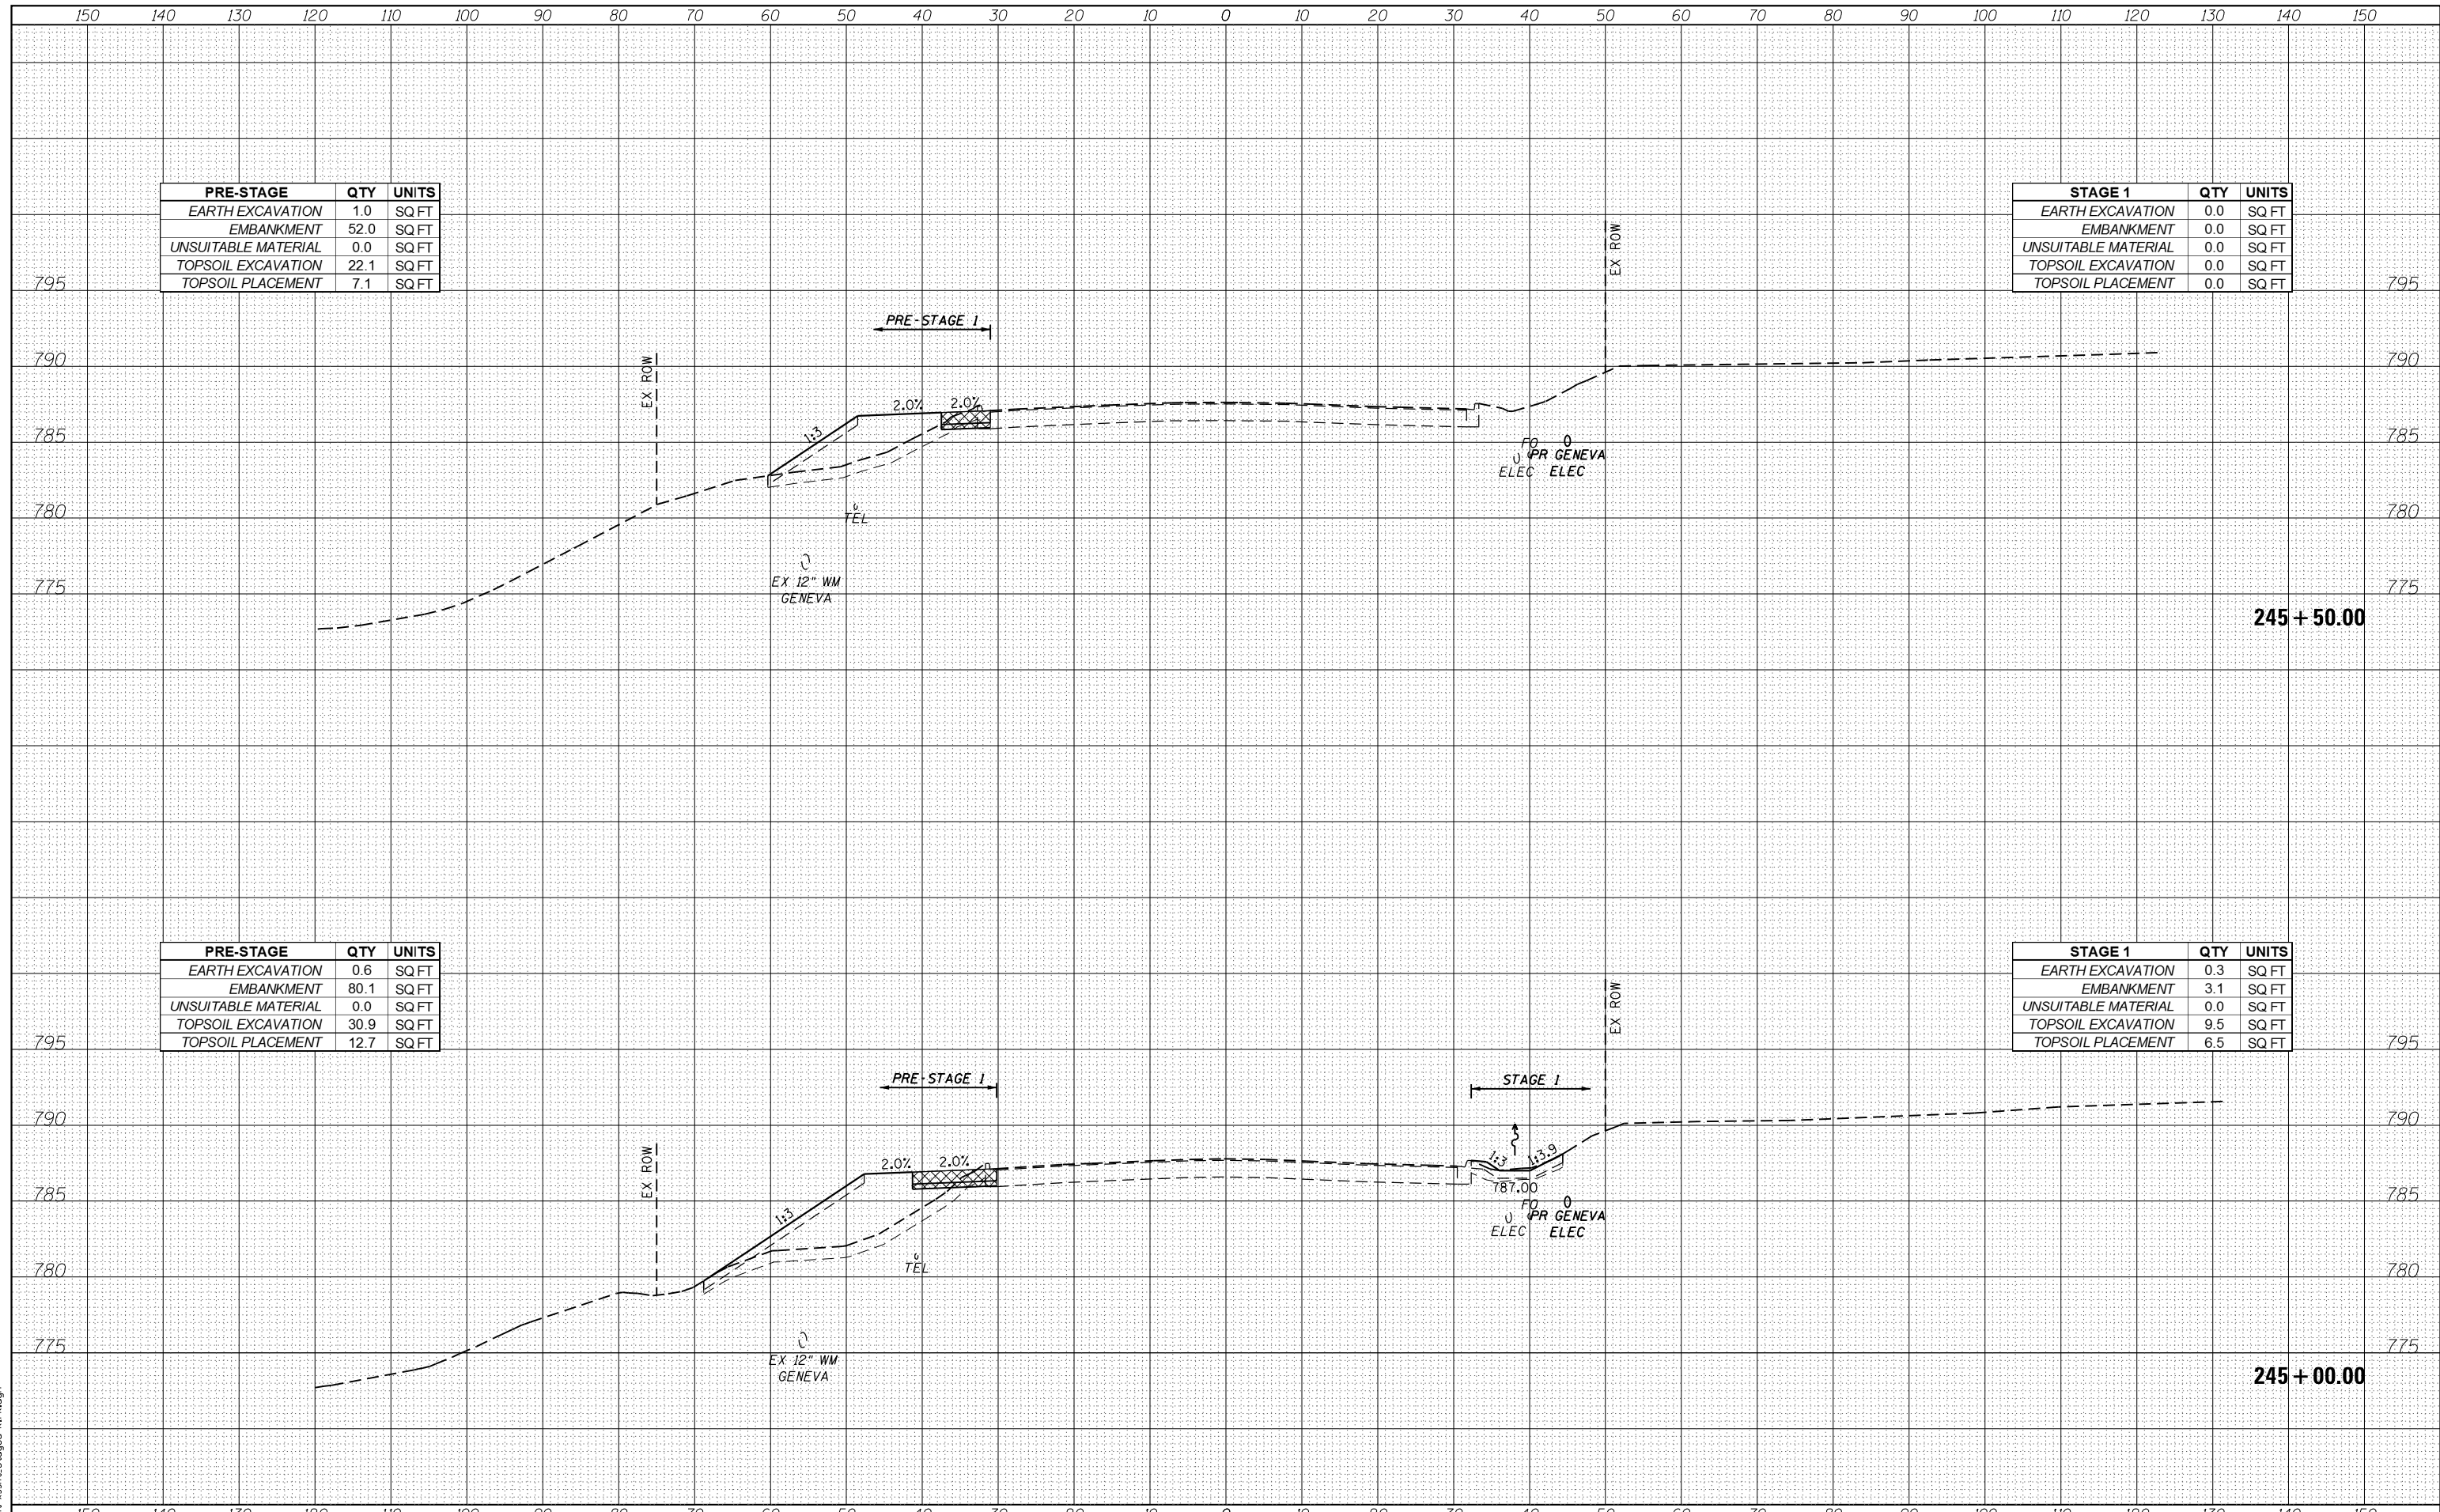 150 140 130 120 110 100 90 80 70 60 50 40 30 20 10 0 10 20 30 40 50 60 70 80 90 100 110 120 130 140 150
PRE-STAGE QTY UNITS
EARTH EXCAVATION 1.0 SQ FT
EMBANKMENT 52.0 SQ FT
UNSUITABLE MATERIAL 0.0 SQ FT
TOPSOIL EXCAVATION 22.1 SQ FT
TOPSOIL PLACEMENT 7.1 SQ FT
STAGE 1 QTY UNITS
EARTH EXCAVATION 0.0 SQ FT
EMBANKMENT 0.0 SQ FT
UNSUITABLE MATERIAL 0.0 SQ FT
TOPSOIL EXCAVATION 0.0 SQ FT
TOPSOIL PLACEMENT 0.0 SQ FT
EX ROW
795 795
PRE-STAGE 1
790 790
EX ROW
2.0% 2.0%
1:3
785 785
FO
PR GENEVA
ELEC ELEC
780 780
TEL
775 775
EX 12" WM
GENEVA
245+50.00
PRE-STAGE QTY UNITS
EARTH EXCAVATION 0.6 SQ FT
EMBANKMENT 80.1 SQ FT
UNSUITABLE MATERIAL 0.0 SQ FT
TOPSOIL EXCAVATION 30.9 SQ FT
TOPSOIL PLACEMENT 12.7 SQ FT
STAGE 1 QTY UNITS
EARTH EXCAVATION 0.3 SQ FT
EMBANKMENT 3.1 SQ FT
UNSUITABLE MATERIAL 0.0 SQ FT
TOPSOIL EXCAVATION 9.5 SQ FT
TOPSOIL PLACEMENT 6.5 SQ FT
EX ROW
795 795
PRE-STAGE 1
STAGE 1
790 790
EX ROW
2.0% 2.0%
1:3 1:3.9
1:3
787.00
785 785
FO
PR GENEVA
ELEC ELEC
780 780
TEL
775 775
EX 12" WM
GENEVA
245+00.00